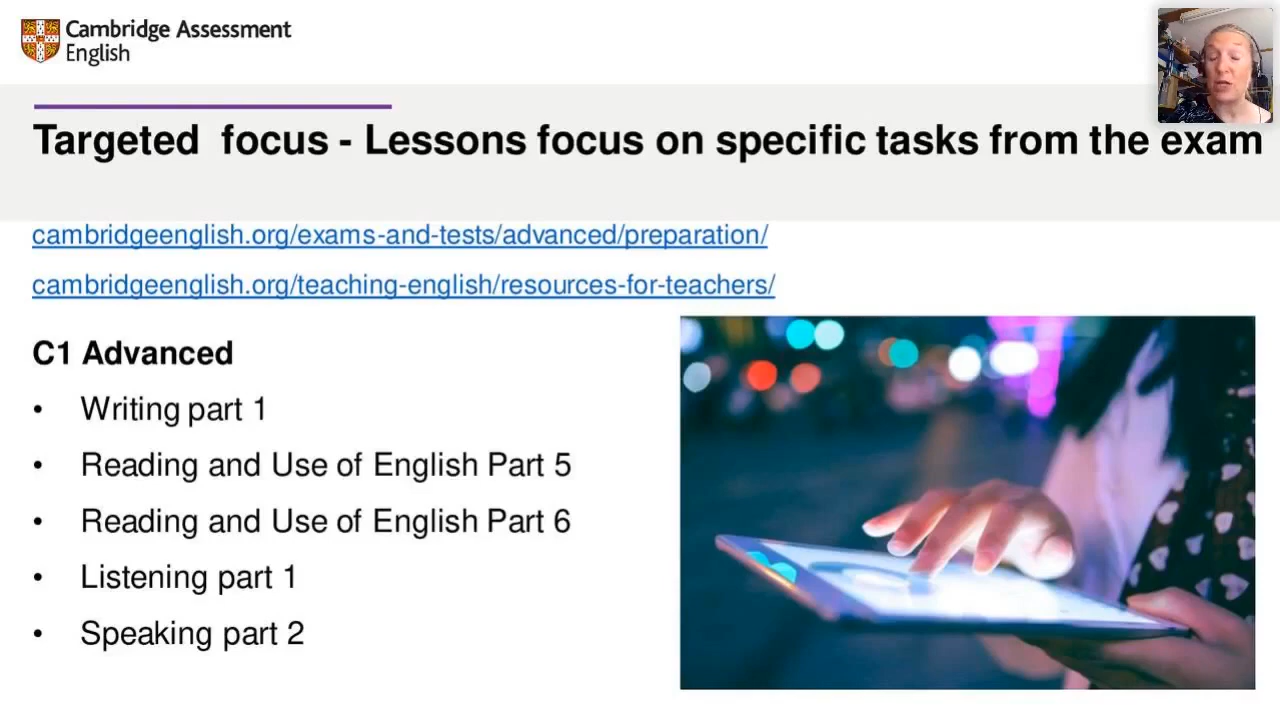 Cambridge Assessment
English
Targeted focus - Lessons focus on specific tasks from the exam
cambridgeenglish.org/exams-and-tests/advanced/preparation/
cambridgeenglish.org/teaching-english/resources-for-teachers/
C1 Advanced
• Writing part 1
• Reading and Use of English Part 5
• Reading and Use of English Part 6
• Listening part 1
• Speaking part 2